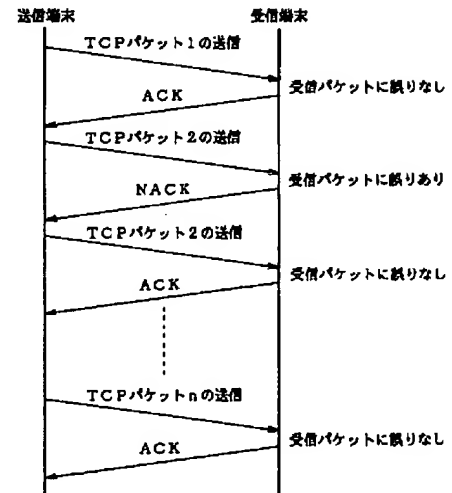 送信端末
受信端末
TCPパケット1の送信
受信パケットに誤りなし
ACK
TCPパケット2の送信
受信パケットに誤りあり
NACK
TCPパケット2の送信
受信パケットに誤りなし
ACK
TCPパケットnの送信
受信パケットに誤りなし
ACK